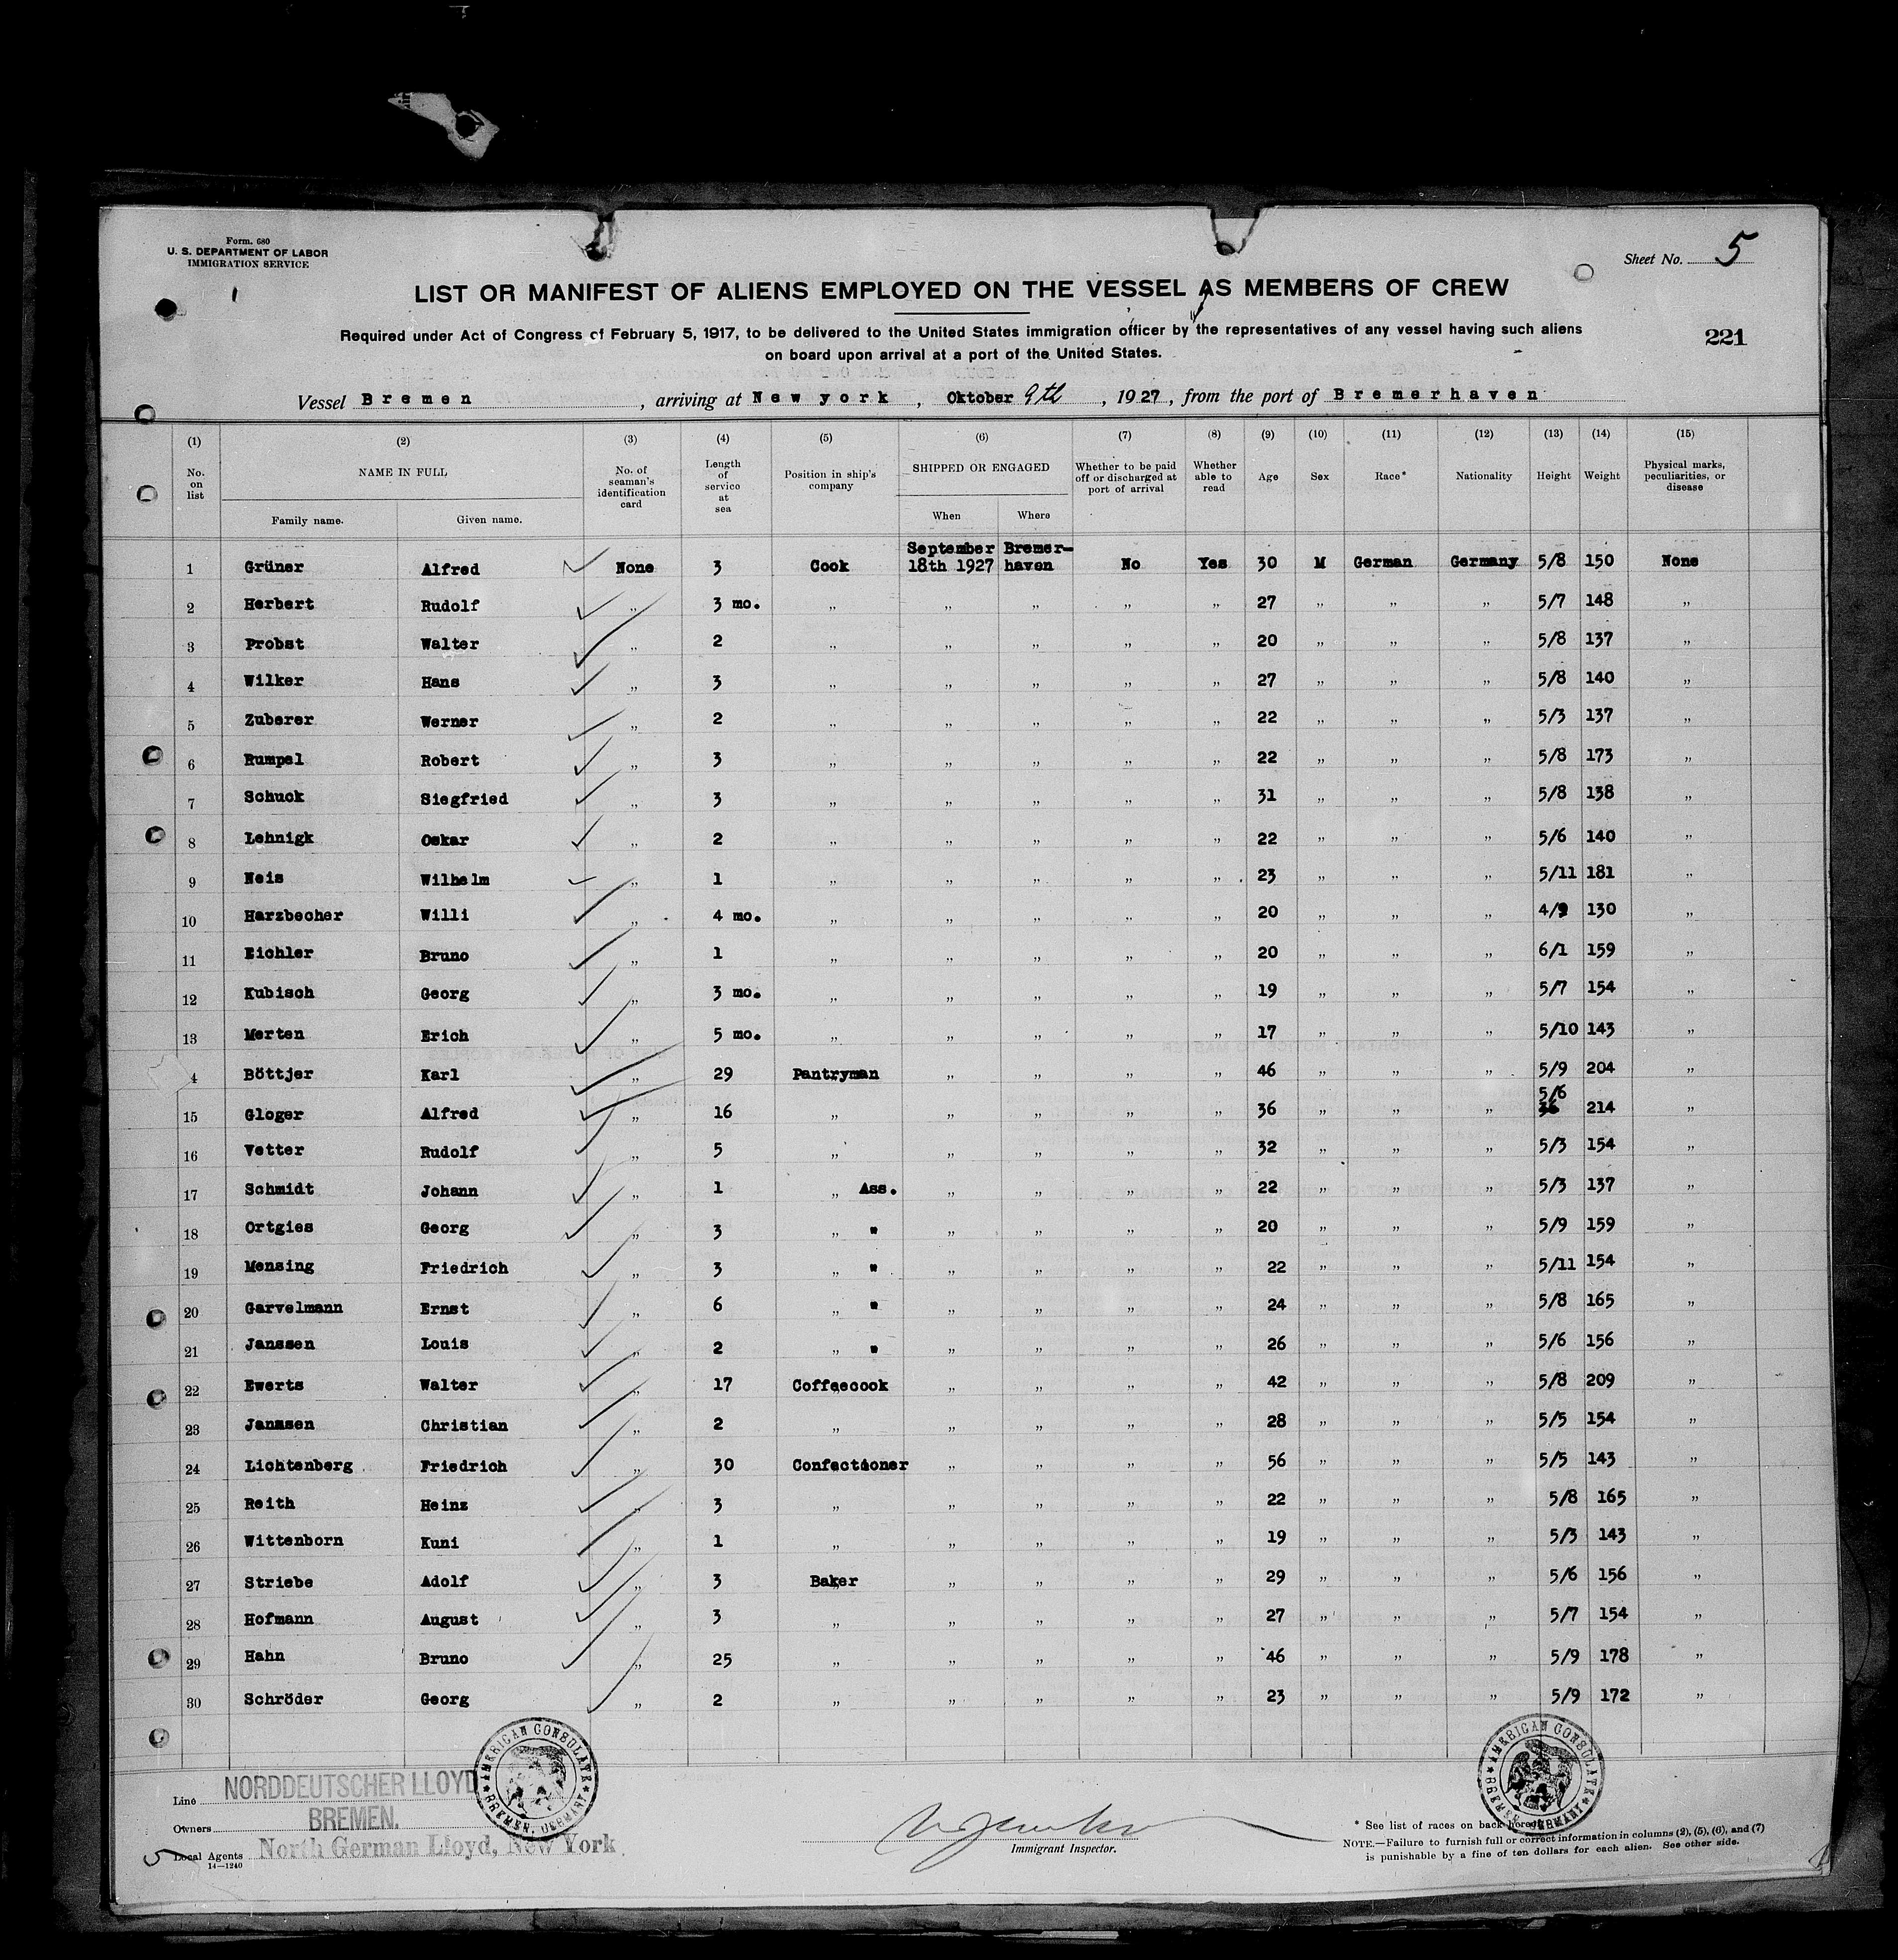 Form. 680
U. S. DEPARTMENT OF LABOR
IMMIGRATION SERVICE
Sheet No. 5
LIST OR MANIFEST OF ALIENS EMPLOYED ON THE VESSEL AS MEMBERS OF CREW
Required under Act of Congress of February 5, 1917, to be delivered to the United States immigration officer by the representatives of any vessel having such aliens
on board upon arrival at a port of the United States.
221
Vessel Bremen, arriving at New york, Oktober 9th, 1927, from the port of Bremerhaven
(1) (2) (3) (4) (5) (6) (7) (8) (9) (10) (11) (12) (13) (14) (15)
No. on list NAME IN FULL Family name. Given name. No. of seaman's identification card Length of service at sea Position in ship's company SHIPPED OR ENGAGED When Where Whether to be paid off or discharged at port of arrival Whether able to read Age Sex Race* Nationality Height Weight Physical marks, peculiarities, or disease
1 Grüner Alfred None 3 Cook September 18th 1927 Bremer-haven No Yes 30 M German Germany 5/8 150 None
2 Herbert Rudolf „ 3 mo. „ „ „ „ „ 27 „ „ „ 5/7 148 „
3 Probst Walter „ 2 „ „ „ „ „ 20 „ „ „ 5/8 137 „
4 Wilker Hans „ 3 „ „ „ „ „ 27 „ „ „ 5/8 140 „
5 Zuberer Werner „ 2 „ „ „ „ „ 22 „ „ „ 5/3 137 „
6 Rumpel Robert „ 3 „ „ „ „ „ 22 „ „ „ 5/8 173 „
7 Schuck Siegfried „ 3 „ „ „ „ „ 31 „ „ „ 5/8 138 „
8 Lehnigk Oskar „ 2 „ „ „ „ „ 22 „ „ „ 5/6 140 „
9 Neis Wilhelm „ 1 „ „ „ „ „ 23 „ „ „ 5/11 181 „
10 Harzbecher Willi „ 4 mo. „ „ „ „ „ 20 „ „ „ 4/9 130 „
11 Eichler Bruno „ 1 „ „ „ „ „ 20 „ „ „ 6/1 159 „
12 Kubisch Georg „ 3 mo. „ „ „ „ „ 19 „ „ „ 5/7 154 „
13 Merten Erich „ 5 mo. „ „ „ „ „ 17 „ „ „ 5/10 143 „
4 Böttjer Karl „ 29 Pantryman „ „ „ „ 46 „ „ „ 5/9 204 „
15 Gloger Alfred „ 16 „ „ „ „ „ 36 „ „ „ 5/6 214 „
16 Vetter Rudolf „ 5 „ „ „ „ „ 32 „ „ „ 5/3 154 „
17 Schmidt Johann „ 1 „ Ass. „ „ „ „ 22 „ „ „ 5/3 137 „
18 Ortgies Georg „ 3 „ " „ „ „ „ 20 „ „ „ 5/9 159 „
19 Mensing Friedrich „ 3 „ " „ „ „ „ 22 „ „ „ 5/11 154 „
20 Garvelmann Ernst „ 6 „ " „ „ „ „ 24 „ „ „ 5/8 165 „
21 Janssen Louis „ 2 „ " „ „ „ „ 26 „ „ „ 5/6 156 „
22 Ewerts Walter „ 17 Coffeecook „ „ „ „ 42 „ „ „ 5/8 209 „
23 Janssen Christian „ 2 „ „ „ „ „ 28 „ „ „ 5/5 154 „
24 Lichtenberg Friedrich „ 30 Confectioner „ „ „ „ 56 „ „ „ 5/5 143 „
25 Reith Heinz „ 3 „ „ „ „ „ 22 „ „ „ 5/8 165 „
26 Wittenborn Kuni „ 1 „ „ „ „ „ 19 „ „ „ 5/3 143 „
27 Striebe Adolf „ 3 Baker „ „ „ „ 29 „ „ „ 5/6 156 „
28 Hofmann August „ 3 „ „ „ „ „ 27 „ „ „ 5/7 154 „
29 Hahn Bruno „ 25 „ „ „ „ „ 46 „ „ „ 5/9 178 „
30 Schröder Georg „ 2 „ „ „ „ „ 23 „ „ „ 5/9 172 „
AMERICAN CONSULATE BREMEN, GERMANY
AMERICAN CONSULATE BREMEN, GERMANY
Line NORDDEUTSCHER LLOYD
Owners BREMEN.
Local Agents North German Lloyd, New York
14—1240
5
Immigrant Inspector.
* See list of races on back hereof.
NOTE.—Failure to furnish full or correct information in columns (2), (5), (6), and (7)
is punishable by a fine of ten dollars for each alien. See other side.